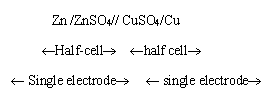 Zn /ZnSO4// CuSO4/Cu
←Half-cell→ ←half cell→
← Single electrode→ ← single electrode→